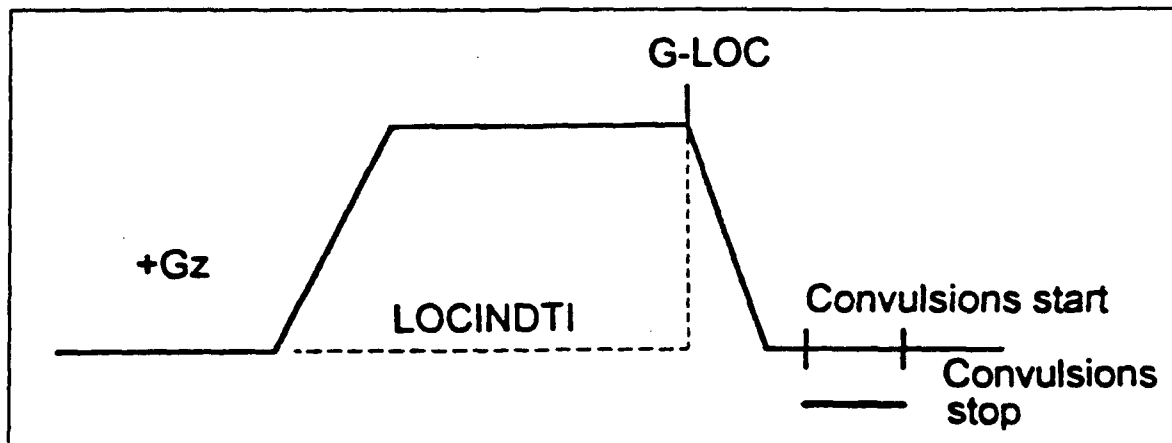 G-LOC
+Gz
LOCINDTI
Convulsions start
Convulsions
stop